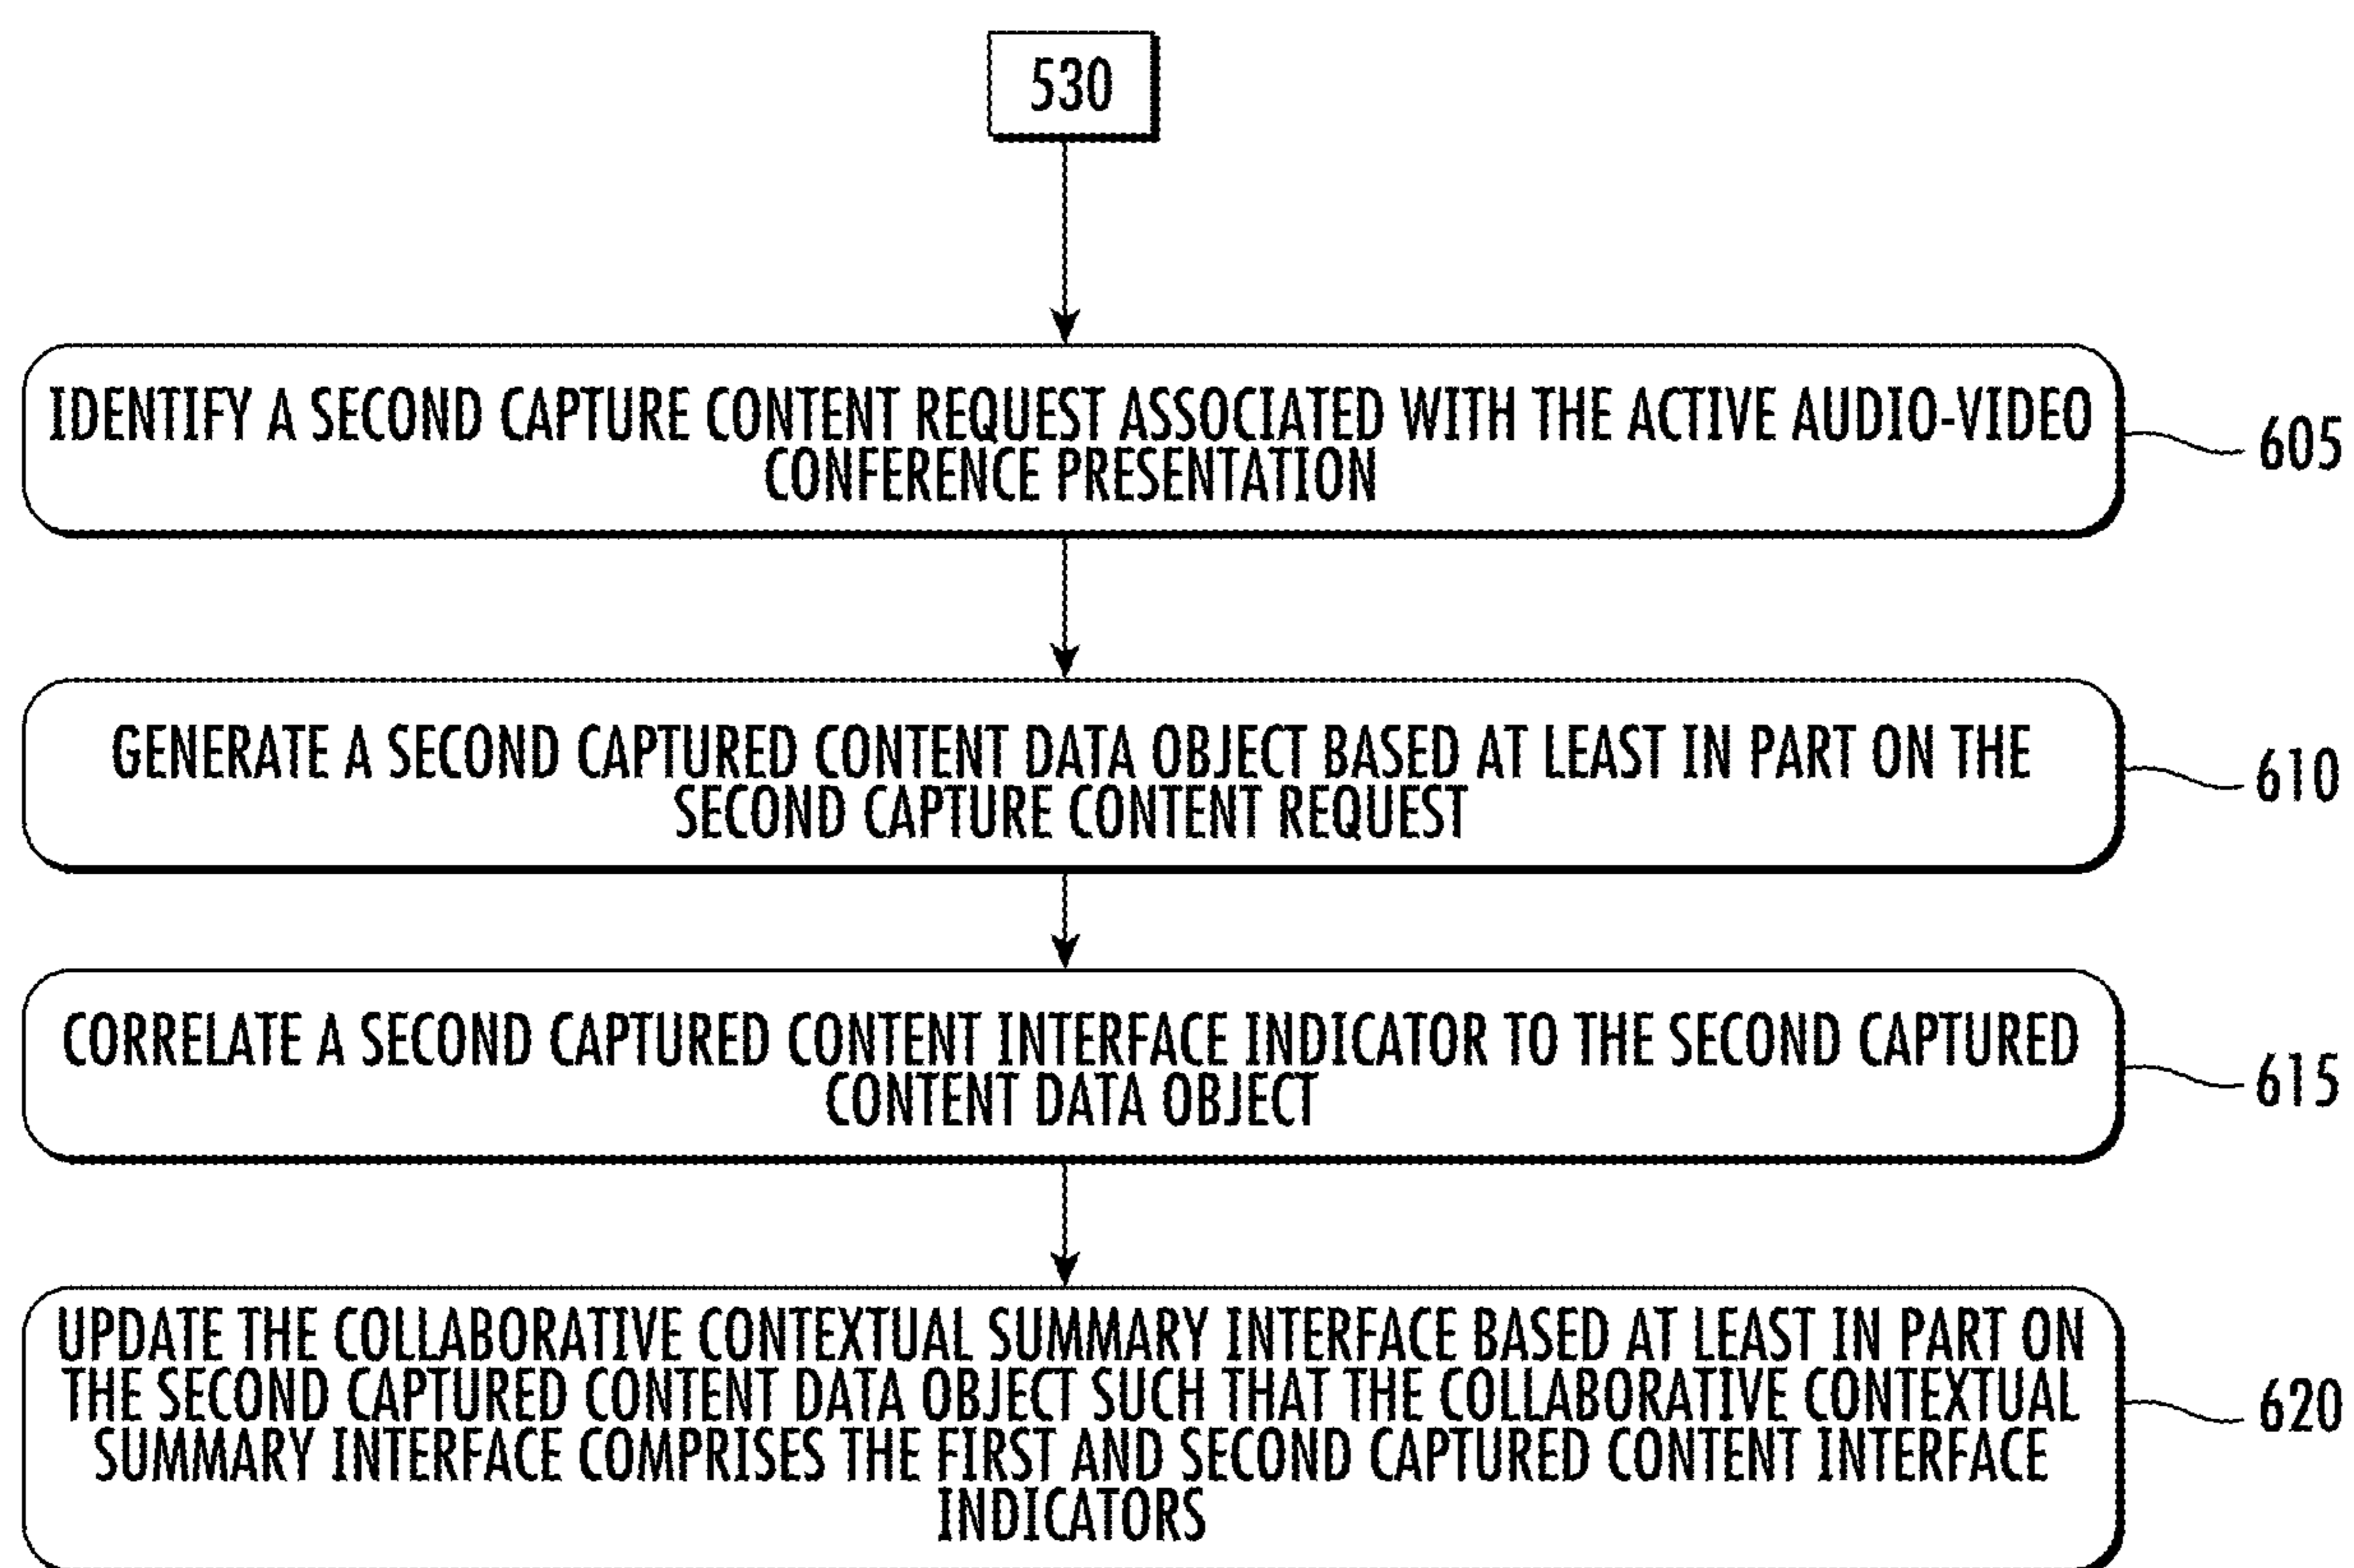 530
IDENTIFY A SECOND CAPTURE CONTENT REQUEST ASSOCIATED WITH THE ACTIVE AUDIO-VIDEO
CONFERENCE PRESENTATION
605
GENERATE A SECOND CAPTURED CONTENT DATA OBJECT BASED AT LEAST IN PART ON THE
SECOND CAPTURE CONTENT REQUEST
610
CORRELATE A SECOND CAPTURED CONTENT INTERFACE INDICATOR TO THE SECOND CAPTURED
CONTENT DATA OBJECT
615
UPDATE THE COLLABORATIVE CONTEXTUAL SUMMARY INTERFACE BASED AT LEAST IN PART ON
THE SECOND CAPTURED CONTENT DATA OBJECT SUCH THAT THE COLLABORATIVE CONTEXTUAL
SUMMARY INTERFACE COMPRISES THE FIRST AND SECOND CAPTURED CONTENT INTERFACE
INDICATORS
620